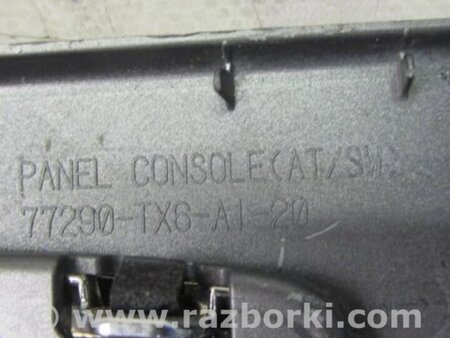 PANEL CONSOLE(AT/SW)
77290-TX6-A1-20
© www.razborki.com